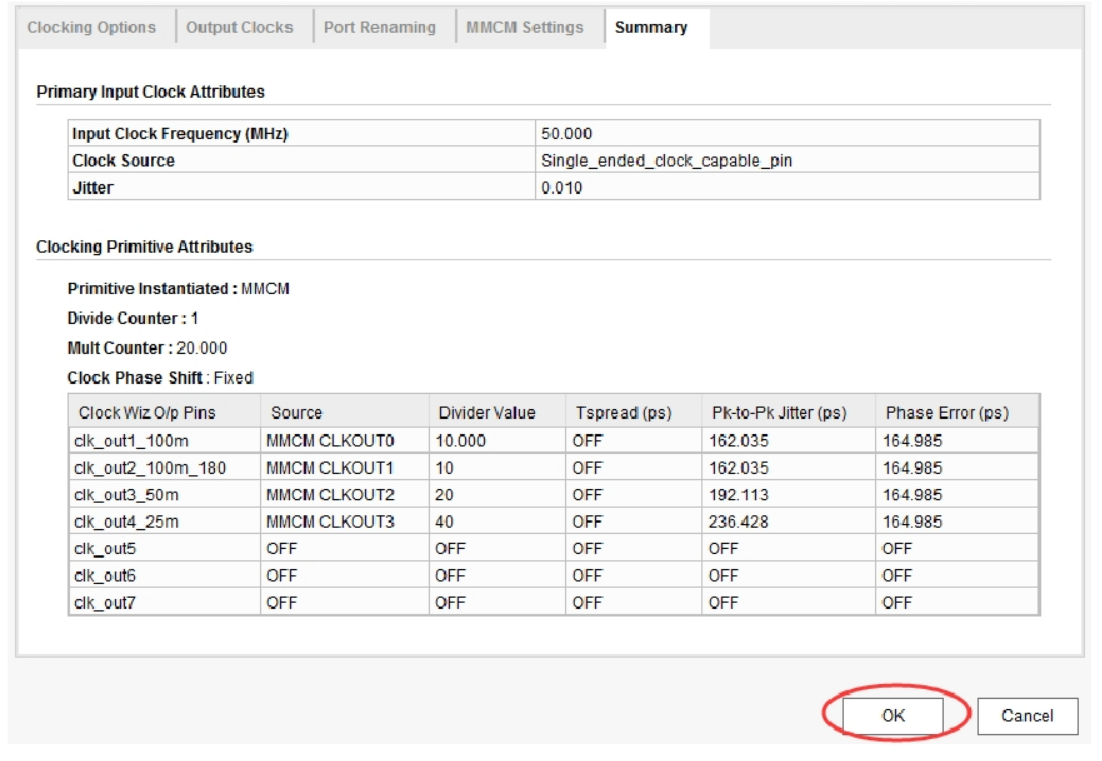 Clocking Options Output Clocks Port Renaming MMCM Settings Summary
Primary Input Clock Attributes
Input Clock Frequency (MHz) 50.000
Clock Source Single_ended_clock_capable_pin
Jitter 0.010
Clocking Primitive Attributes
Primitive Instantiated : MMCM
Divide Counter : 1
Mult Counter : 20.000
Clock Phase Shift : Fixed
Clock Wiz O/p Pins Source Divider Value Tspread (ps) Pk-to-Pk Jitter (ps) Phase Error (ps)
clk_out1_100m MMCM CLKOUT0 10.000 OFF 162.035 164.985
clk_out2_100m_180 MMCM CLKOUT1 10 OFF 162.035 164.985
clk_out3_50m MMCM CLKOUT2 20 OFF 192.113 164.985
clk_out4_25m MMCM CLKOUT3 40 OFF 236.428 164.985
clk_out5 OFF OFF OFF OFF OFF
clk_out6 OFF OFF OFF OFF OFF
clk_out7 OFF OFF OFF OFF OFF
OK Cancel